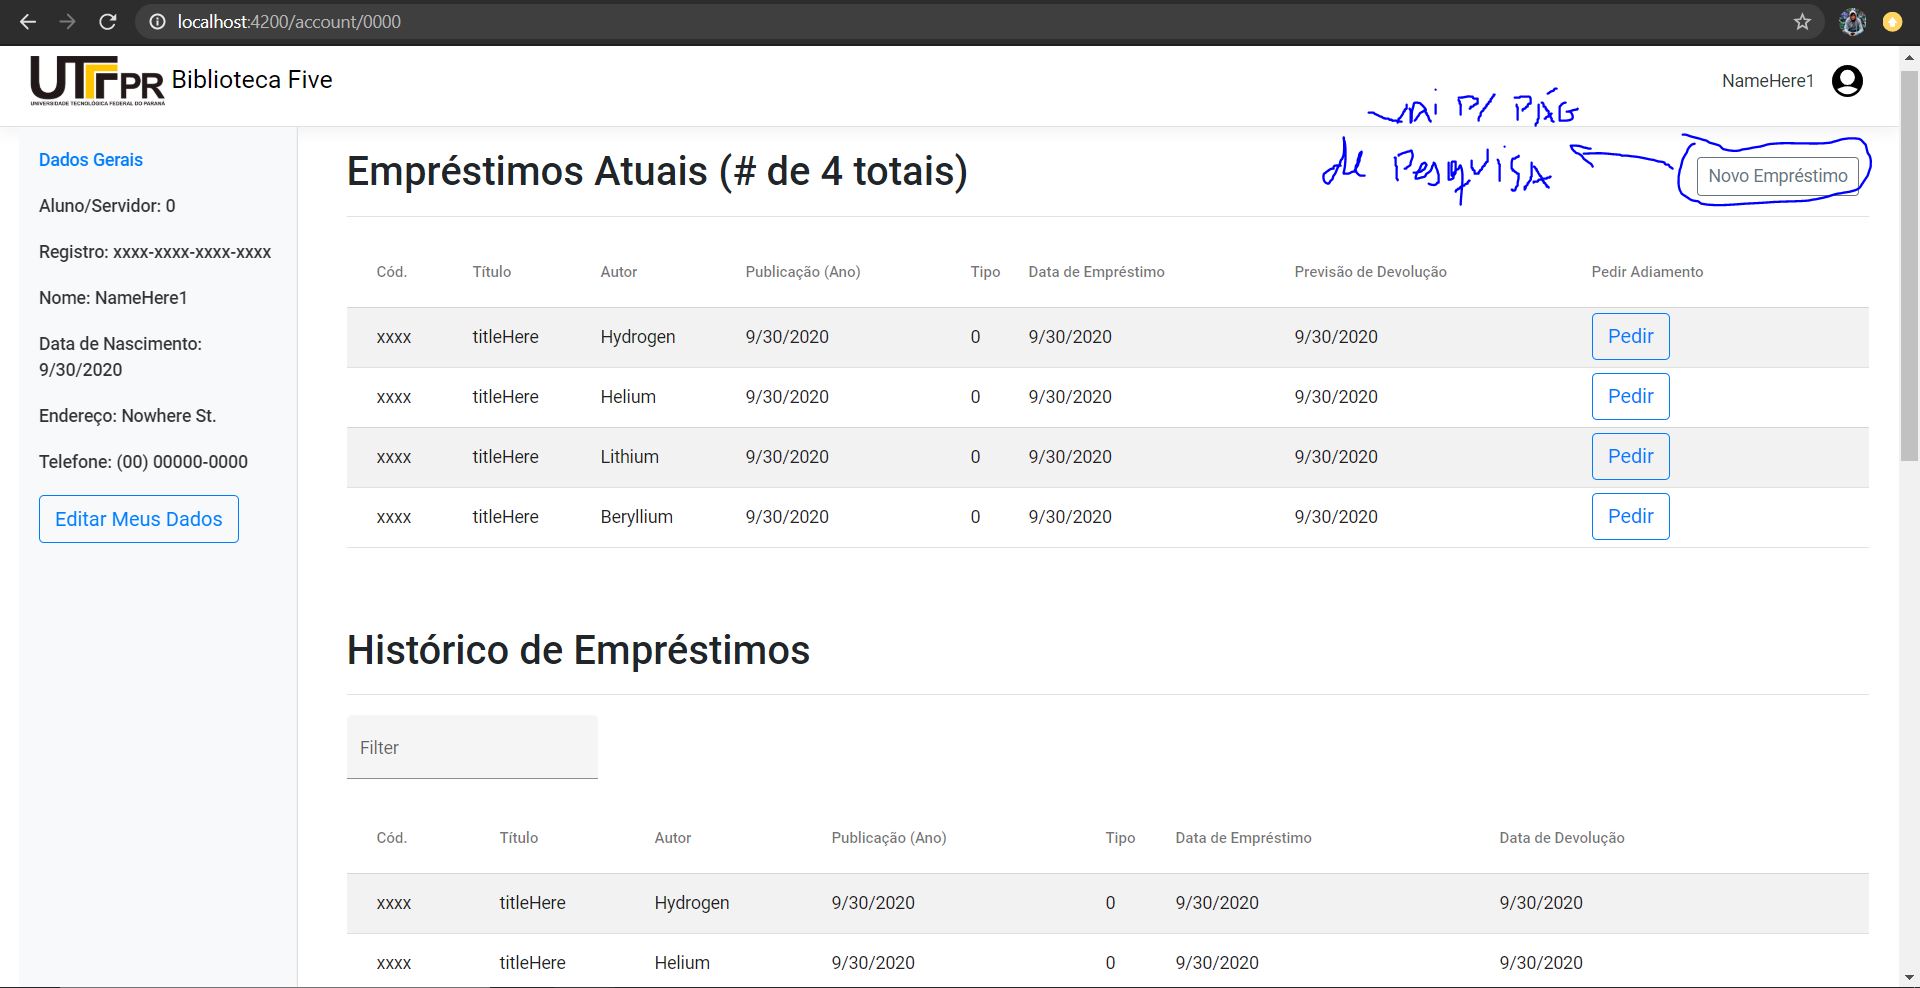 localhost:4200/account/0000
UTFPR Biblioteca Five
UNIVERSIDADE TECNOLÓGICA FEDERAL DO PARANÁ
NameHere1
vai P/ PÁG
de PesquisA
Dados Gerais
Aluno/Servidor: 0
Registro: xxxx-xxxx-xxxx-xxxx
Nome: NameHere1
Data de Nascimento:
9/30/2020
Endereço: Nowhere St.
Telefone: (00) 00000-0000
Editar Meus Dados
Empréstimos Atuais (# de 4 totais)
Novo Empréstimo
Cód. Título Autor Publicação (Ano) Tipo Data de Empréstimo Previsão de Devolução Pedir Adiamento
xxxx titleHere Hydrogen 9/30/2020 0 9/30/2020 9/30/2020 Pedir
xxxx titleHere Helium 9/30/2020 0 9/30/2020 9/30/2020 Pedir
xxxx titleHere Lithium 9/30/2020 0 9/30/2020 9/30/2020 Pedir
xxxx titleHere Beryllium 9/30/2020 0 9/30/2020 9/30/2020 Pedir
Histórico de Empréstimos
Filter
Cód. Título Autor Publicação (Ano) Tipo Data de Empréstimo Data de Devolução
xxxx titleHere Hydrogen 9/30/2020 0 9/30/2020 9/30/2020
xxxx titleHere Helium 9/30/2020 0 9/30/2020 9/30/2020